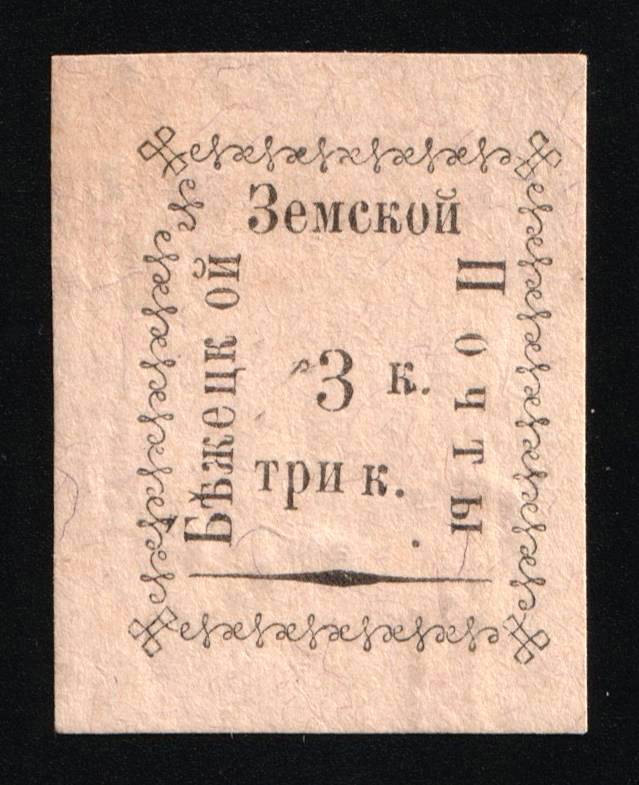 Бѣжецкой
Земской
Почты
3 к.
три к.